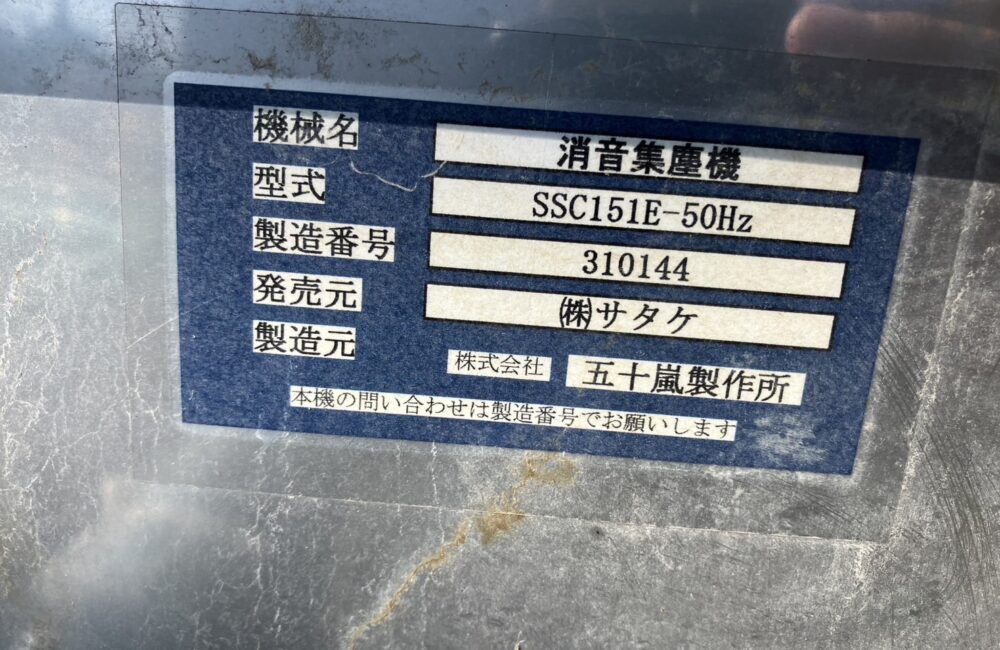 機械名 消音集塵機
型式 SSC151E-50Hz
製造番号 310144
発売元 ㈱サタケ
製造元 株式会社 五十嵐製作所
本機の問い合わせは製造番号でお願いします